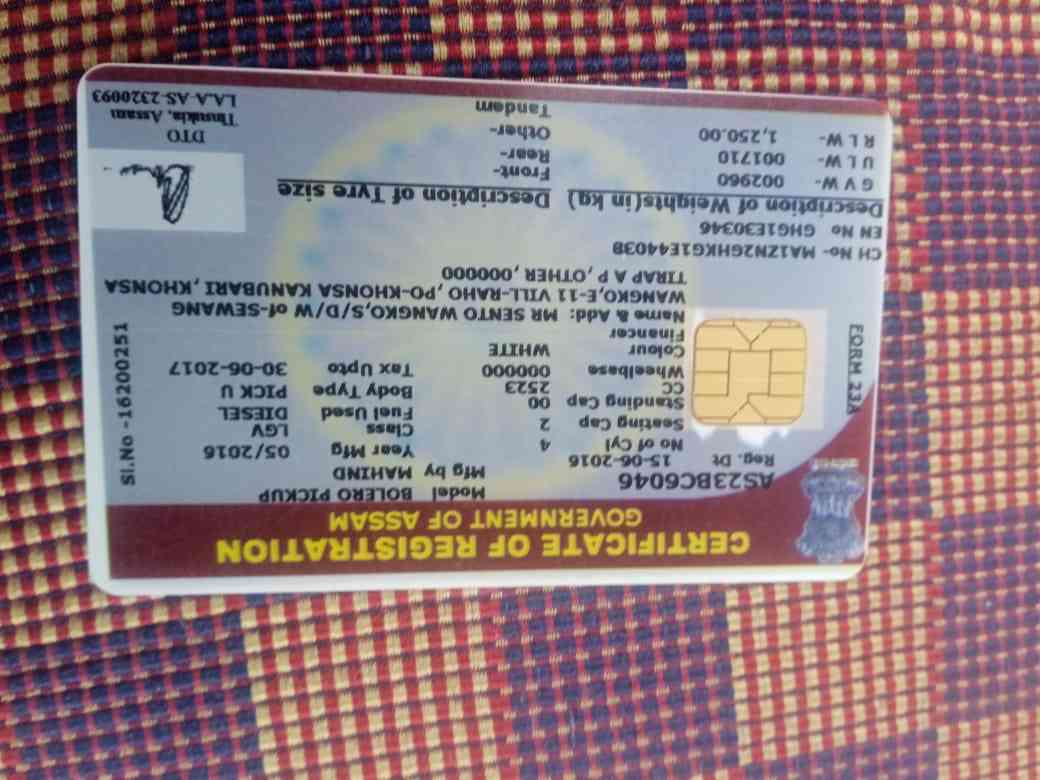 CERTIFICATE OF REGISTRATION
GOVERNMENT OF ASSAM
AS23BC6046 Model BOLERO PICKUP
Reg. Dt 15-06-2016 Mfg by MAHIND
No of Cyl 4 Year Mfg 05/2016
Seating Cap 2 Class LGV
Standing Cap 00 Fuel Used DIESEL
CC 2523 Body Type PICK U
Wheelbase 000000 Tax Upto 30-06-2017
Colour WHITE
Financer
Name & Add: MR SENTO WANGKO,S/D/W of-SEWANG
WANGKO,E-11 VILL-RAHO ,PO-KHONSA KANUBARI ,KHONSA
TIRAP A P ,OTHER ,000000
CH No- MA1ZN2GHKG1E44038
EN No GHG1E30346
Description of Weights(in kg) Description of Tyre size
G V W- 002960 Front-
U L W- 001710 Rear-
R L W- 1,250.00 Other-
Tandem
FORM 23A
Sl.No -16200251
DTO
Tinsukia, Assam
LAA-AS-2320093